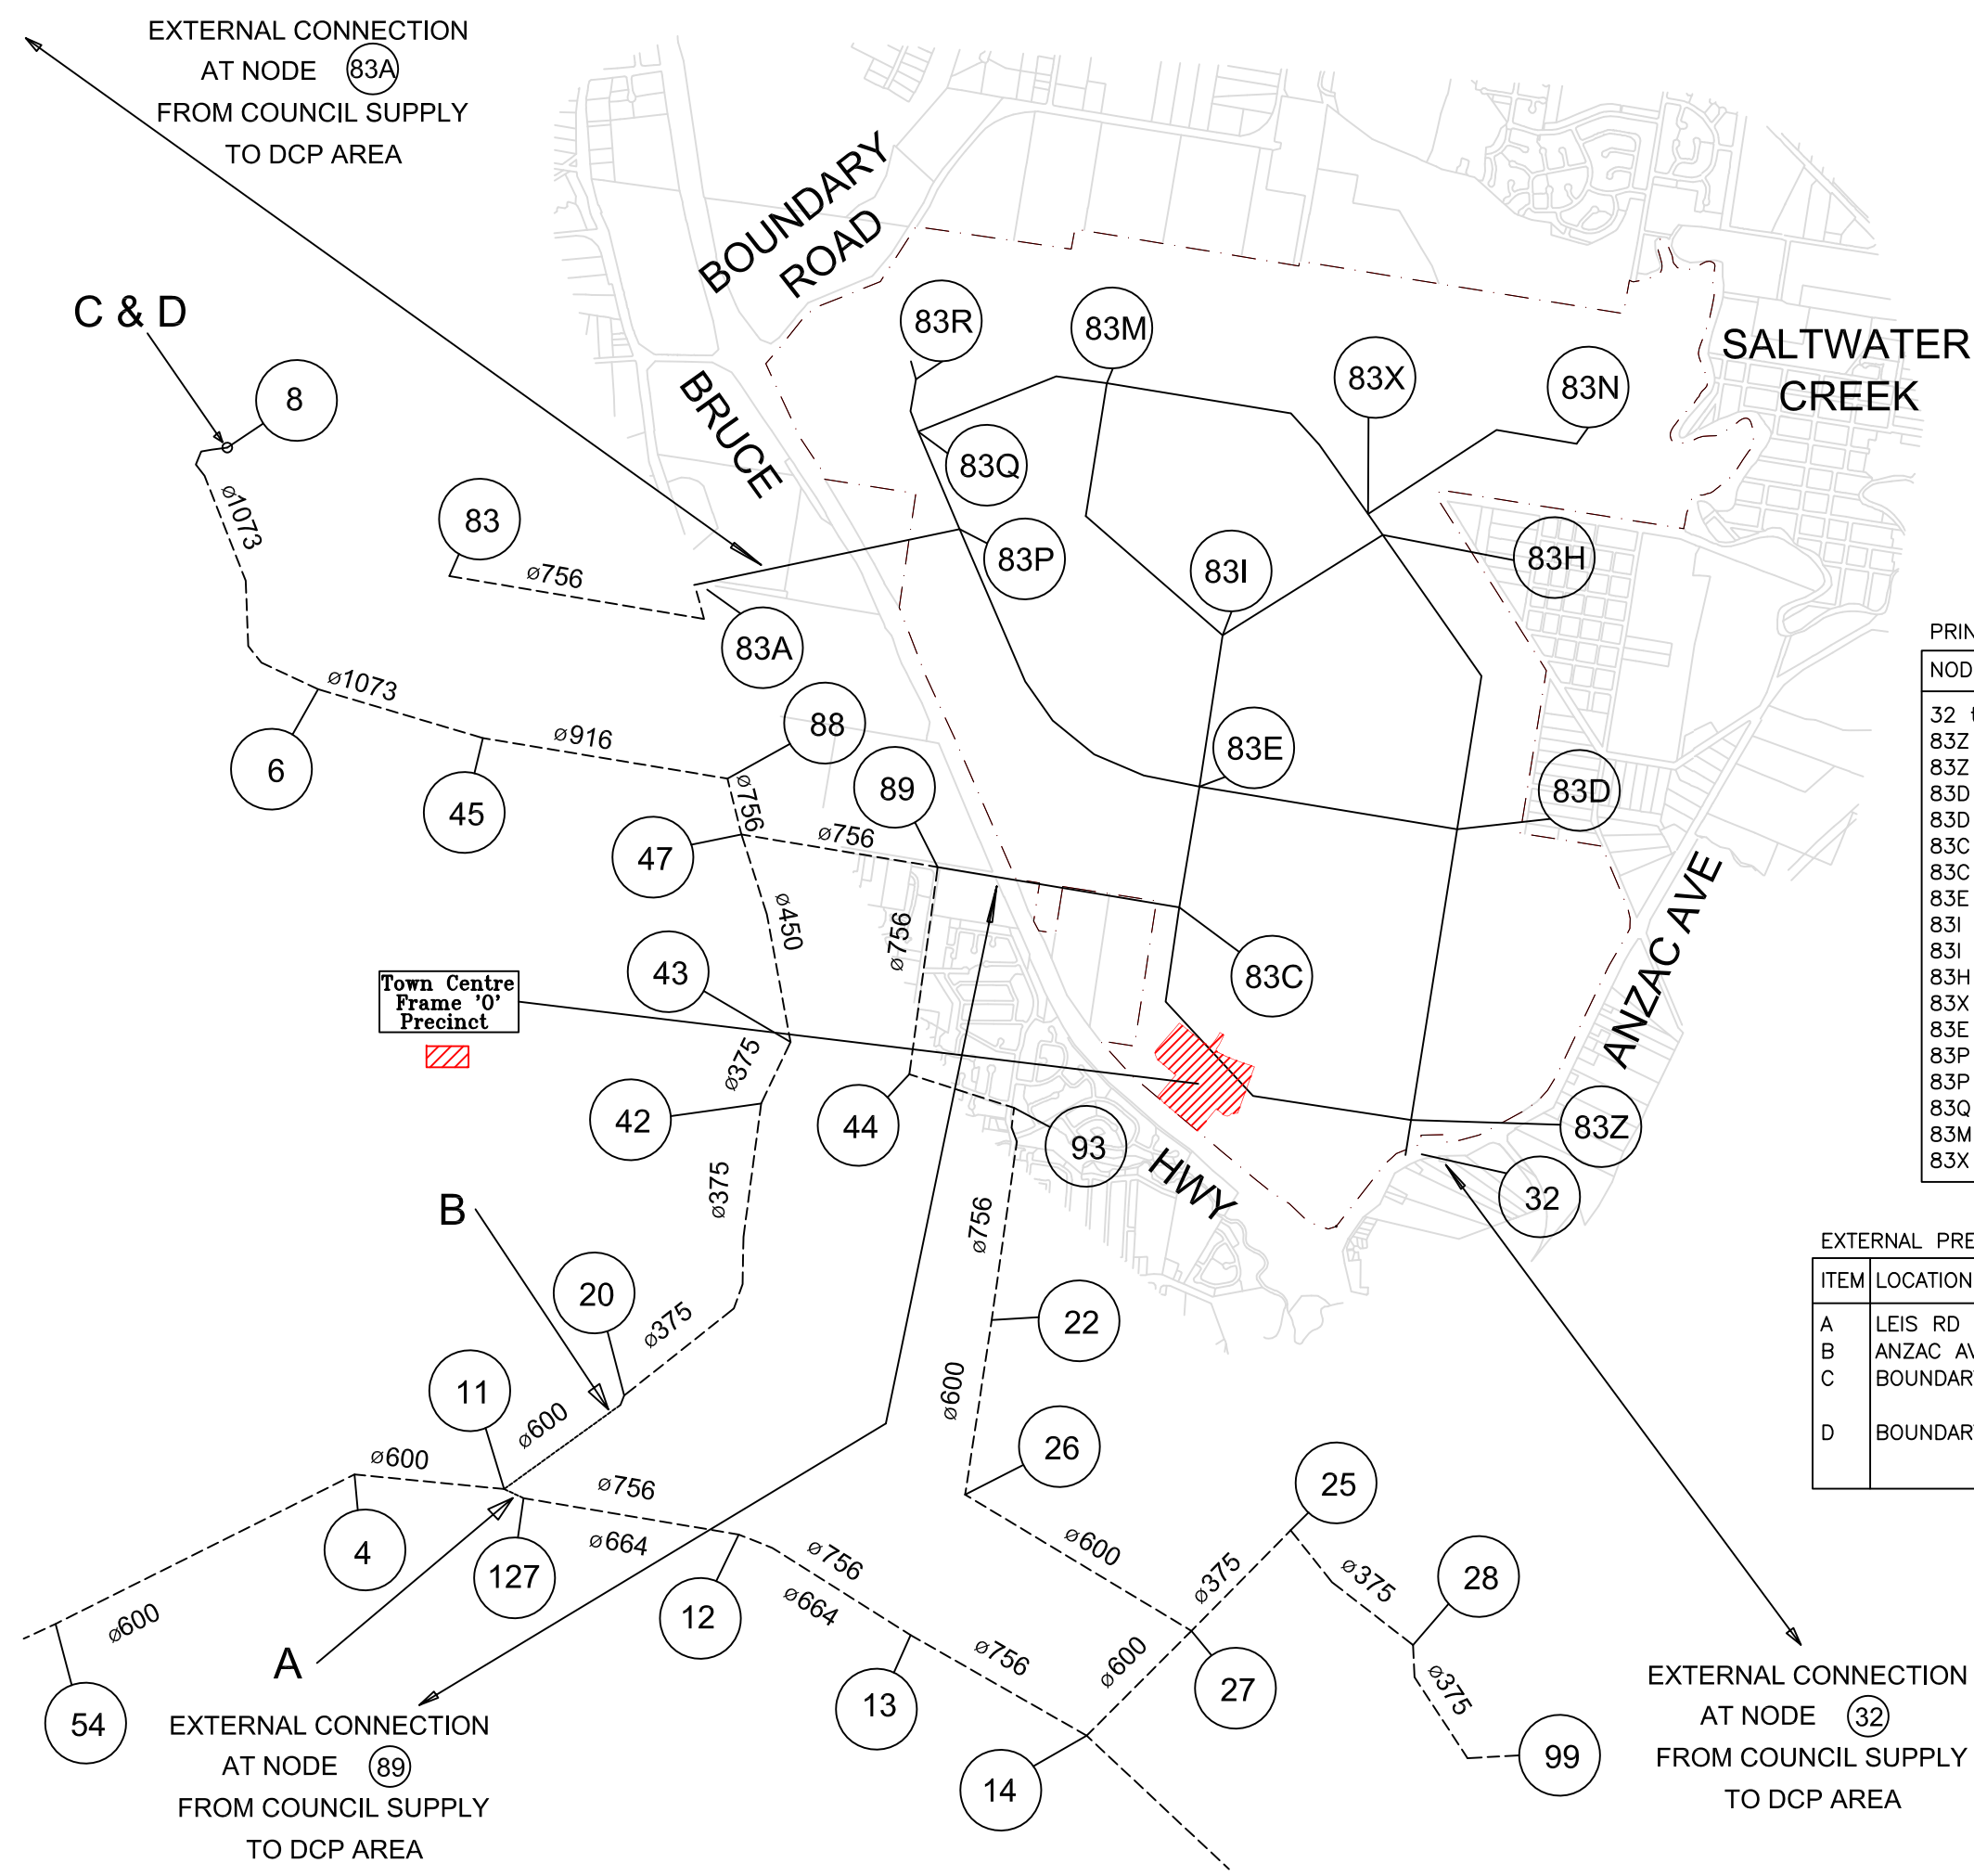 EXTERNAL CONNECTION
AT NODE 83A
FROM COUNCIL SUPPLY
TO DCP AREA
BOUNDARY
ROAD
BRUCE
HWY
SALTWATER
CREEK
ANZAC AVE
C & D
8
ø1073
83
ø756
83A
ø1073
6
45
ø916
88
ø756
47
ø756
89
ø450
ø756
43
Town Centre
Frame '0'
Precinct
ø375
42
44
93
ø375
B
20
ø375
ø756
22
11
ø600
ø600
26
ø600
4
127
ø756
ø664
12
ø756
ø664
ø600
25
ø375
ø375
28
ø600
54
A
13
ø756
ø600
27
ø375
14
99
83R
83M
83X
83N
83Q
83P
83I
83H
83E
83D
83C
83Z
32
EXTERNAL CONNECTION
AT NODE 89
FROM COUNCIL SUPPLY
TO DCP AREA
EXTERNAL CONNECTION
AT NODE 32
FROM COUNCIL SUPPLY
TO DCP AREA
PRIN
NOD
32 t
83Z
83Z
83D
83D
83C
83C
83E
83I
83I
83H
83X
83E
83P
83P
83Q
83M
83X
EXTERNAL PRE
ITEM LOCATION
A LEIS RD
B ANZAC AV
C BOUNDAR
D BOUNDAR